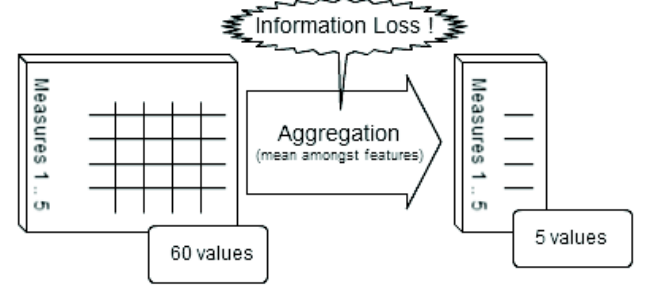 Information Loss !
Measures 1 .. 5
Aggregation
(mean amongst features)
Measures 1 .. 5
60 values
5 values